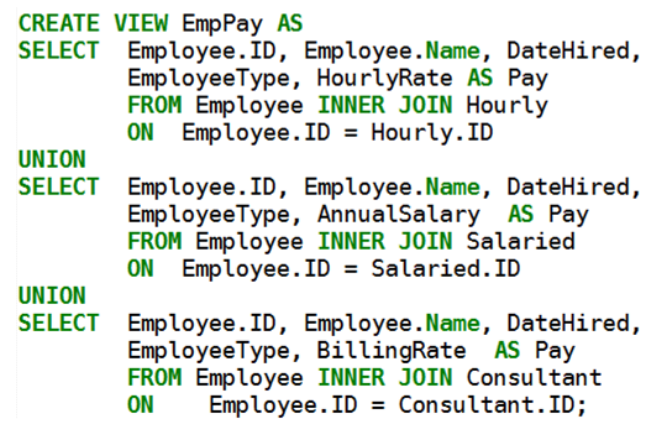 CREATE VIEW EmpPay AS
SELECT  Employee.ID, Employee.Name, DateHired,
        EmployeeType, HourlyRate AS Pay
        FROM Employee INNER JOIN Hourly
        ON  Employee.ID = Hourly.ID
UNION
SELECT  Employee.ID, Employee.Name, DateHired,
        EmployeeType, AnnualSalary  AS Pay
        FROM Employee INNER JOIN Salaried
        ON  Employee.ID = Salaried.ID
UNION
SELECT  Employee.ID, Employee.Name, DateHired,
        EmployeeType, BillingRate  AS Pay
        FROM Employee INNER JOIN Consultant
        ON    Employee.ID = Consultant.ID;